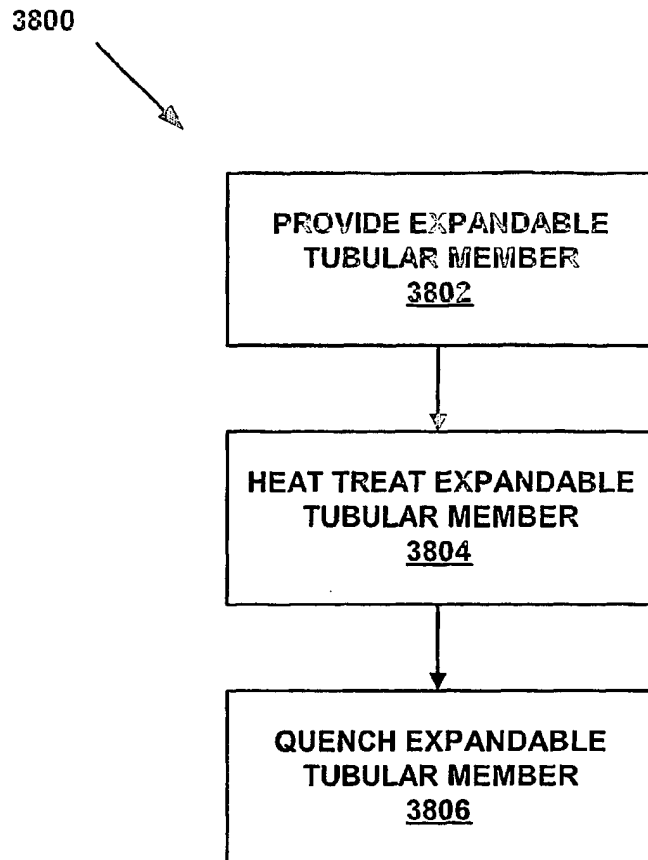 3800
PROVIDE EXPANDABLE
TUBULAR MEMBER
3802
HEAT TREAT EXPANDABLE
TUBULAR MEMBER
3804
QUENCH EXPANDABLE
TUBULAR MEMBER
3806